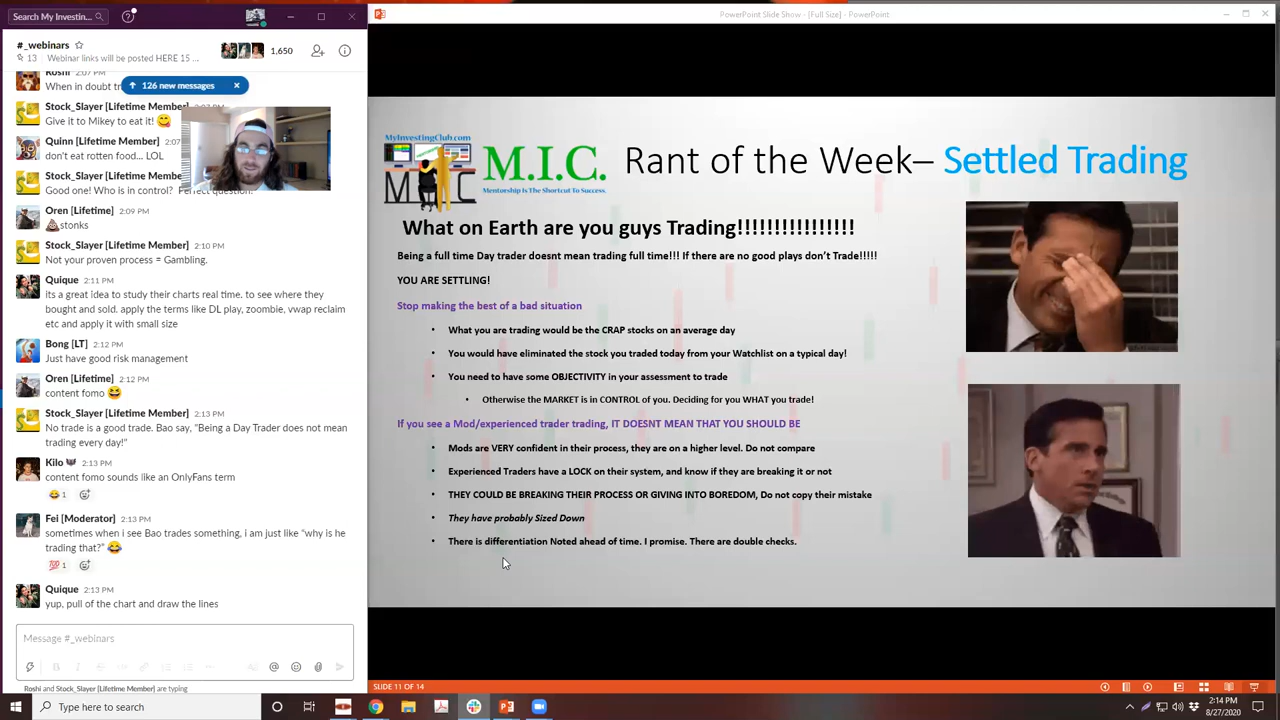 Search My Investin...
#_webinars
13 Webinar links will be posted HERE 15 ...
1,650
Roshi 2:07 PM
When in doubt tr
126 new messages
Stock_Slayer [Lifetime Member] 2:07 PM
Give it to Mikey to eat it!
Quinn [Lifetime Member] 2:07
don't eat rotten food... LOL
Stock_Slayer [Lifetime Member]
Good one! Who is in control? Perfect question!
Oren [Lifetime] 2:09 PM
stonks
Stock_Slayer [Lifetime Member] 2:10 PM
Not your proven process = Gambling.
Quique 2:11 PM
its a great idea to study their charts real time. to see where they
bought and sold. apply the terms like DL play, zoombie, vwap reclaim
etc and apply it with small size
Bong [LT] 2:12 PM
Just have good risk management
Oren [Lifetime] 2:12 PM
content fomo
Stock_Slayer [Lifetime Member] 2:13 PM
No trade is a good trade. Bao say, "Being a Day Trader does not mean
trading every day!"
Kilo 2:13 PM
content fomo sounds like an OnlyFans term
1
Fei [Moderator] 2:13 PM
sometimes when i see Bao trades something, i am just like "why is he
trading that?"
1
Quique 2:13 PM
yup, pull of the chart and draw the lines
Message #_webinars
Roshi and Stock_Slayer [Lifetime Member] are typing
PowerPoint Slide Show - [Full Size] - PowerPoint
MyInvestingClub.com
MIC
M.I.C.
Mentorship Is The Shortcut To Success.
Rant of the Week– Settled Trading
What on Earth are you guys Trading!!!!!!!!!!!!!!!
Being a full time Day trader doesnt mean trading full time!!! If there are no good plays don't Trade!!!!!
YOU ARE SETTLING!
Stop making the best of a bad situation
• What you are trading would be the CRAP stocks on an average day
• You would have eliminated the stock you traded today from your Watchlist on a typical day!
• You need to have some OBJECTIVITY in your assessment to trade
• Otherwise the MARKET is in CONTROL of you. Deciding for you WHAT you trade!
If you see a Mod/experienced trader trading, IT DOESNT MEAN THAT YOU SHOULD BE
• Mods are VERY confident in their process, they are on a higher level. Do not compare
• Experienced Traders have a LOCK on their system, and know if they are breaking it or not
• THEY COULD BE BREAKING THEIR PROCESS OR GIVING INTO BOREDOM, Do not copy their mistake
• They have probably Sized Down
• There is differentiation Noted ahead of time. I promise. There are double checks.
SLIDE 11 OF 14
Type here to search
2:14 PM
8/27/2020